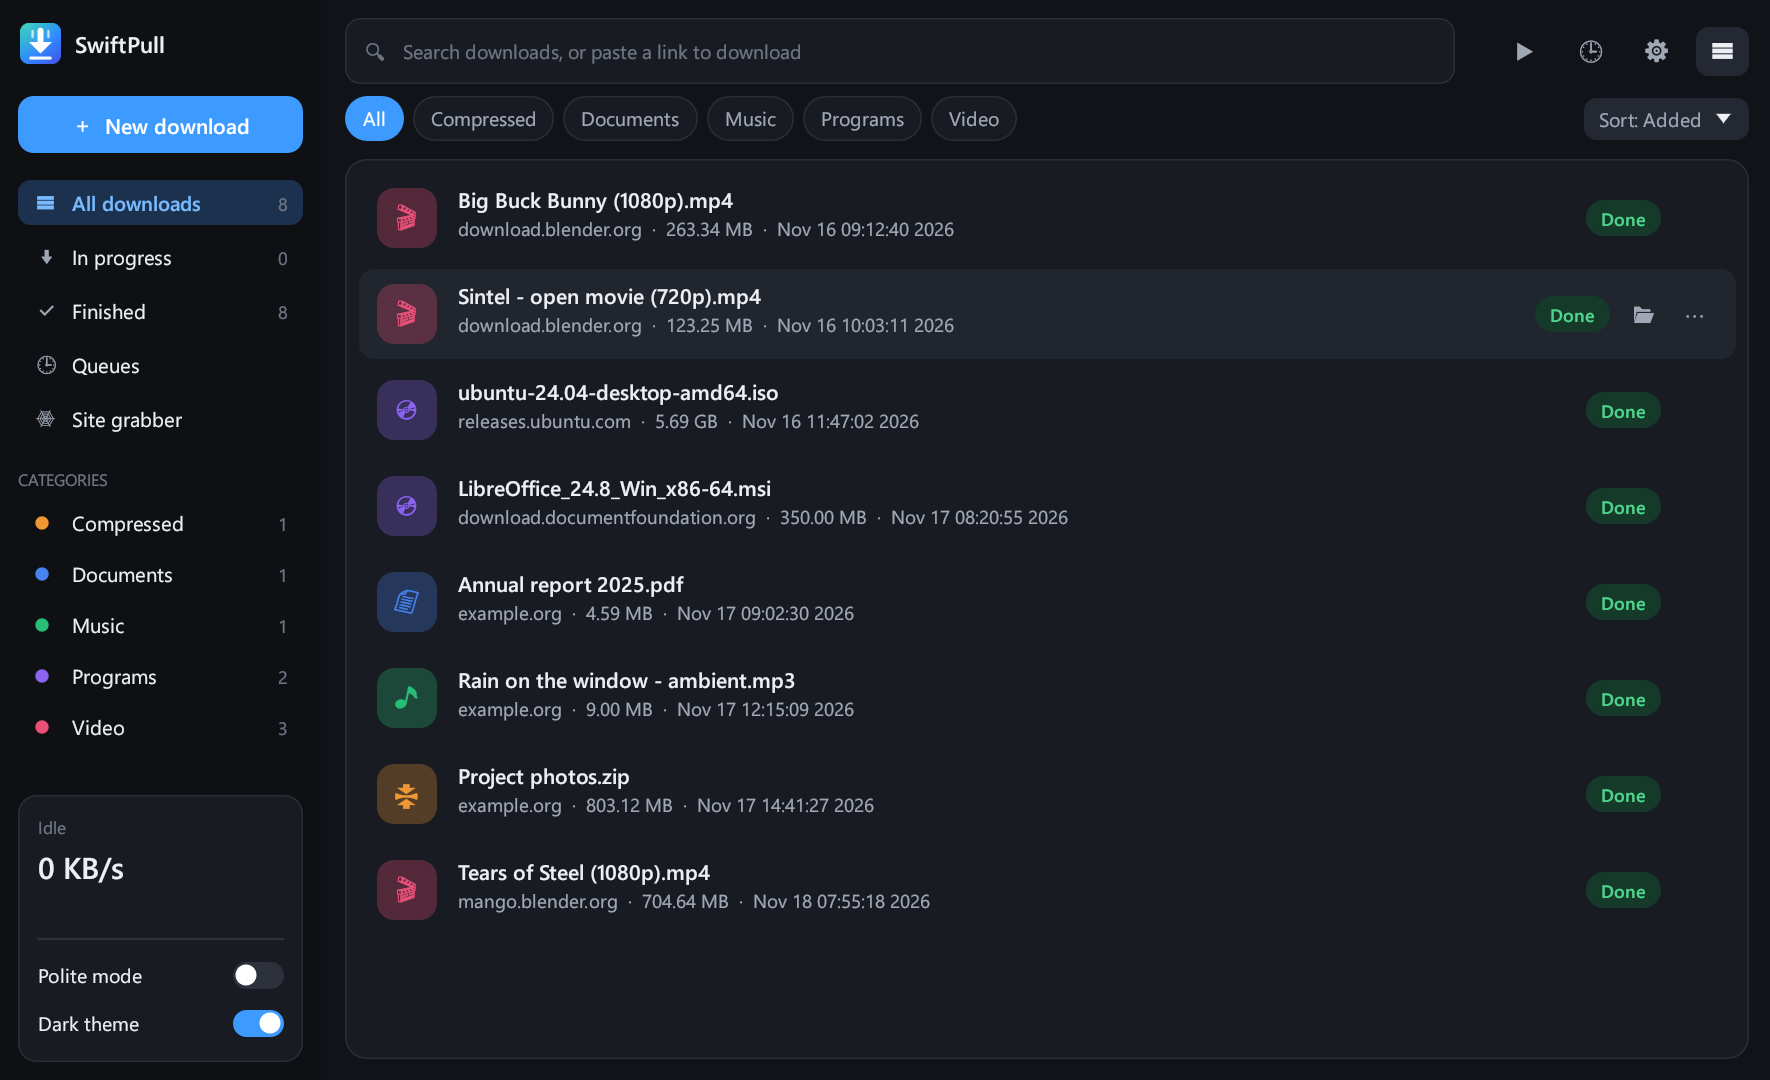 SwiftPull
Search downloads, or paste a link to download
+ New download
All
Compressed
Documents
Music
Programs
Video
Sort: Added
All downloads 8
In progress 0
Finished 8
Queues
Site grabber
CATEGORIES
Compressed 1
Documents 1
Music 1
Programs 2
Video 3
Idle
0 KB/s
Polite mode
Dark theme
Big Buck Bunny (1080p).mp4
download.blender.org · 263.34 MB · Nov 16 09:12:40 2026
Done
Sintel - open movie (720p).mp4
download.blender.org · 123.25 MB · Nov 16 10:03:11 2026
Done
ubuntu-24.04-desktop-amd64.iso
releases.ubuntu.com · 5.69 GB · Nov 16 11:47:02 2026
Done
LibreOffice_24.8_Win_x86-64.msi
download.documentfoundation.org · 350.00 MB · Nov 17 08:20:55 2026
Done
Annual report 2025.pdf
example.org · 4.59 MB · Nov 17 09:02:30 2026
Done
Rain on the window - ambient.mp3
example.org · 9.00 MB · Nov 17 12:15:09 2026
Done
Project photos.zip
example.org · 803.12 MB · Nov 17 14:41:27 2026
Done
Tears of Steel (1080p).mp4
mango.blender.org · 704.64 MB · Nov 18 07:55:18 2026
Done